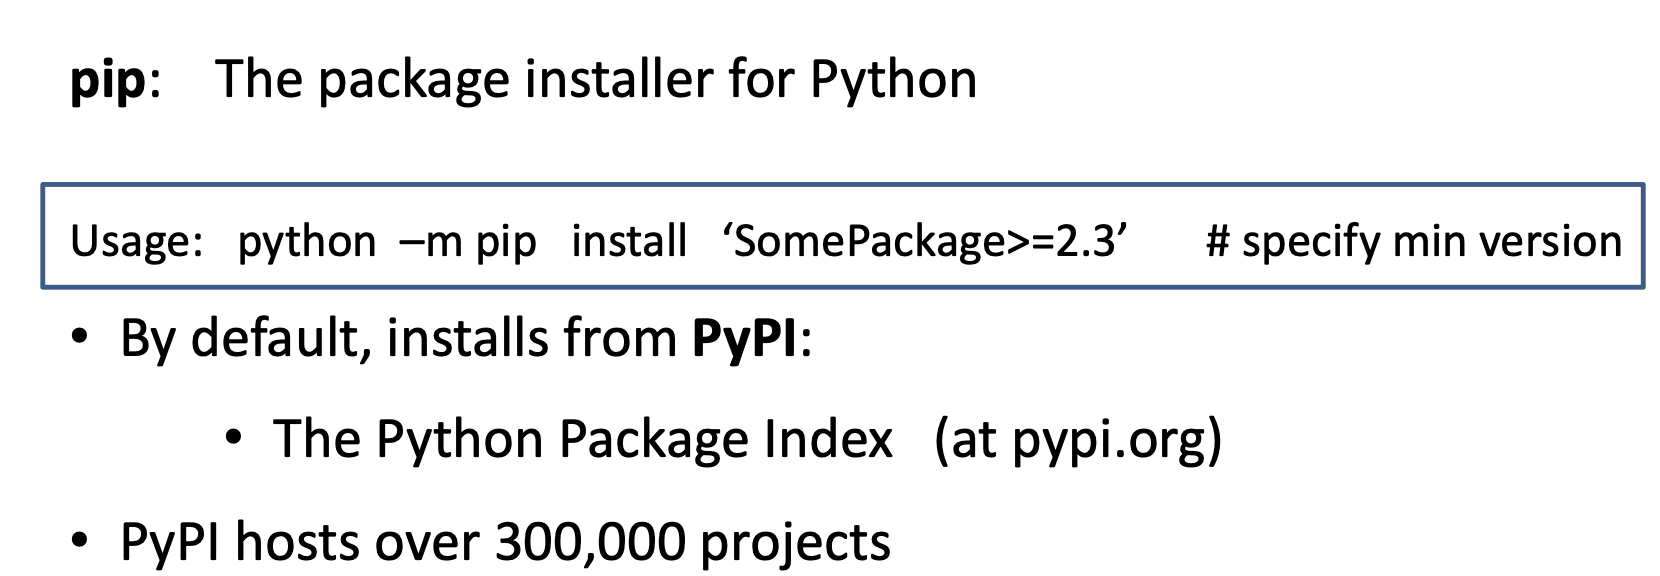 pip: The package installer for Python
Usage: python –m pip install ‘SomePackage>=2.3’ # specify min version
• By default, installs from PyPI:
• The Python Package Index (at pypi.org)
• PyPI hosts over 300,000 projects